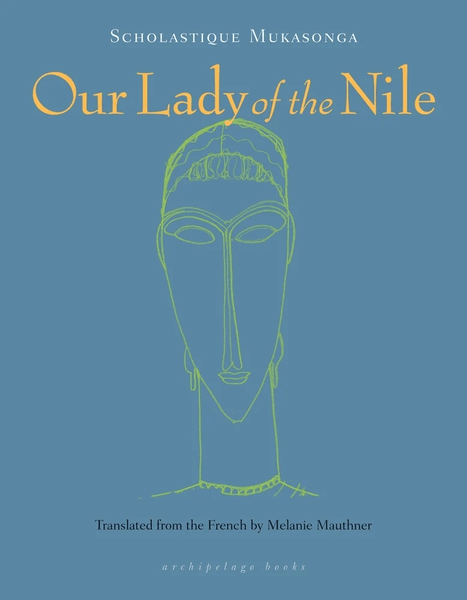 Scholastique Mukasonga
Our Lady of the Nile
Translated from the French by Melanie Mauthner
archipelago books